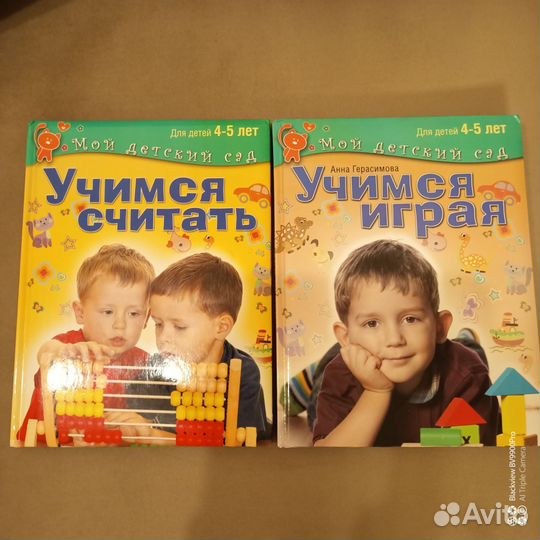 Для детей 4-5 лет
Мой детский сад
Учимся
считать
Для детей 4-5 лет
Мой детский сад
Анна Герасимова
Учимся
играя
Blackview BV9900Pro
AI Triple Camera
Avito